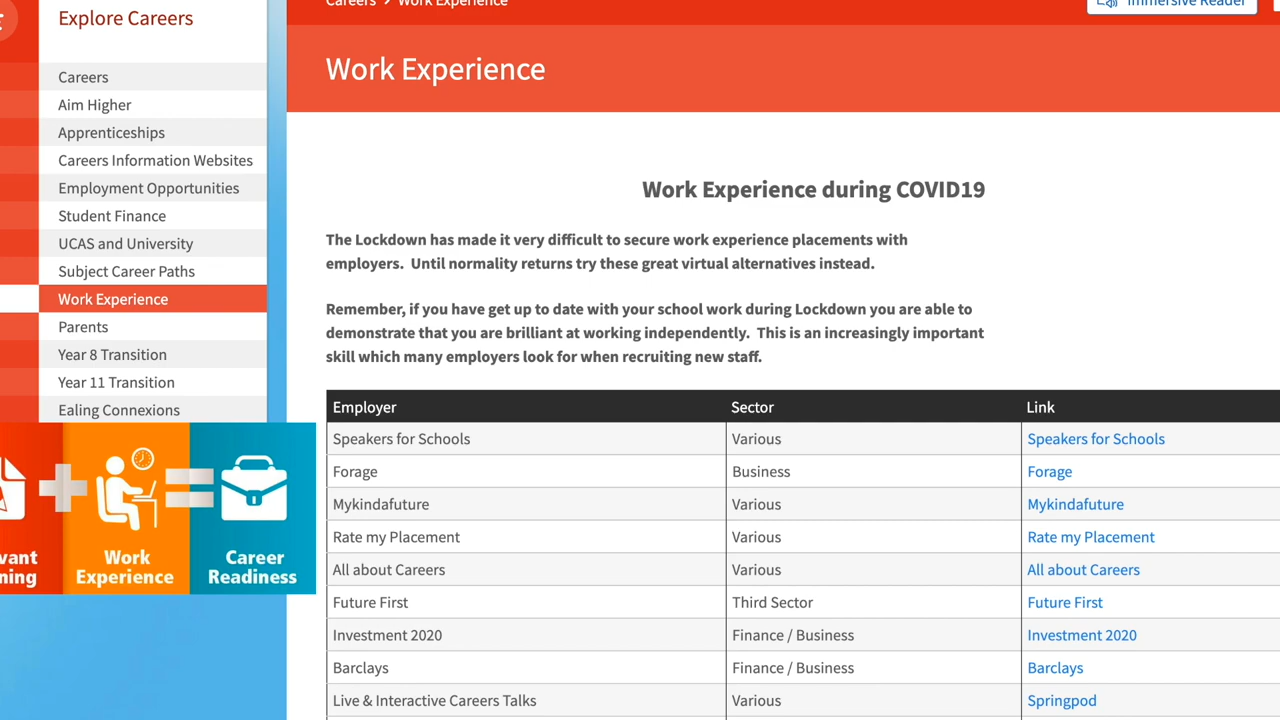 Careers > Work Experience
Immersive Reader
Explore Careers
Work Experience
Careers
Aim Higher
Apprenticeships
Careers Information Websites
Employment Opportunities
Student Finance
UCAS and University
Subject Career Paths
Work Experience
Parents
Year 8 Transition
Year 11 Transition
Ealing Connexions
Work Experience during COVID19
The Lockdown has made it very difficult to secure work experience placements with
employers. Until normality returns try these great virtual alternatives instead.
Remember, if you have get up to date with your school work during Lockdown you are able to
demonstrate that you are brilliant at working independently. This is an increasingly important
skill which many employers look for when recruiting new staff.
Employer Sector Link
Speakers for Schools Various Speakers for Schools
Forage Business Forage
Mykindafuture Various Mykindafuture
Rate my Placement Various Rate my Placement
All about Careers Various All about Careers
Future First Third Sector Future First
Investment 2020 Finance / Business Investment 2020
Barclays Finance / Business Barclays
Live & Interactive Careers Talks Various Springpod
vant
ning
Work
Experience
Career
Readiness